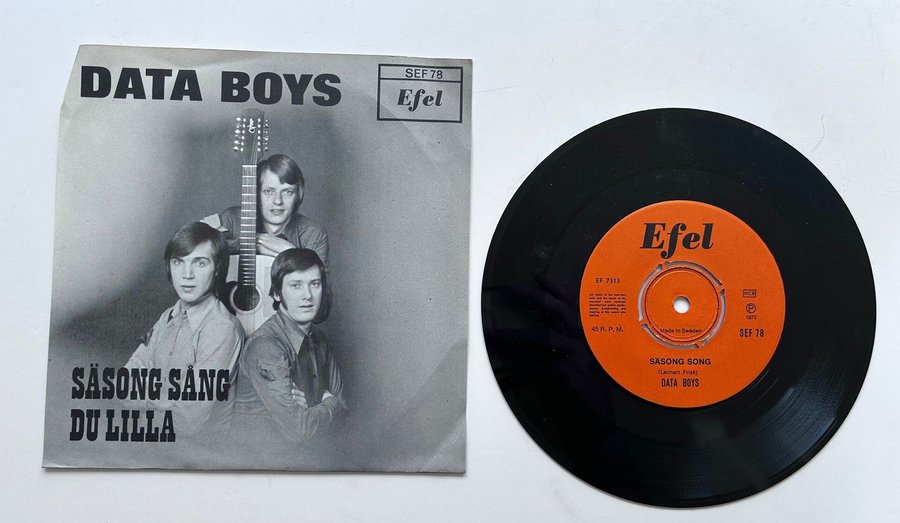 DATA BOYS
SEF 78
Efel
SÄSONG SÅNG
DU LILLA
Efel
EF 7313
NCB
℗
1973
45 R. P. M.
SEF 78
Made in Sweden
SÄSONG SONG
(Lennart Frisk)
DATA BOYS